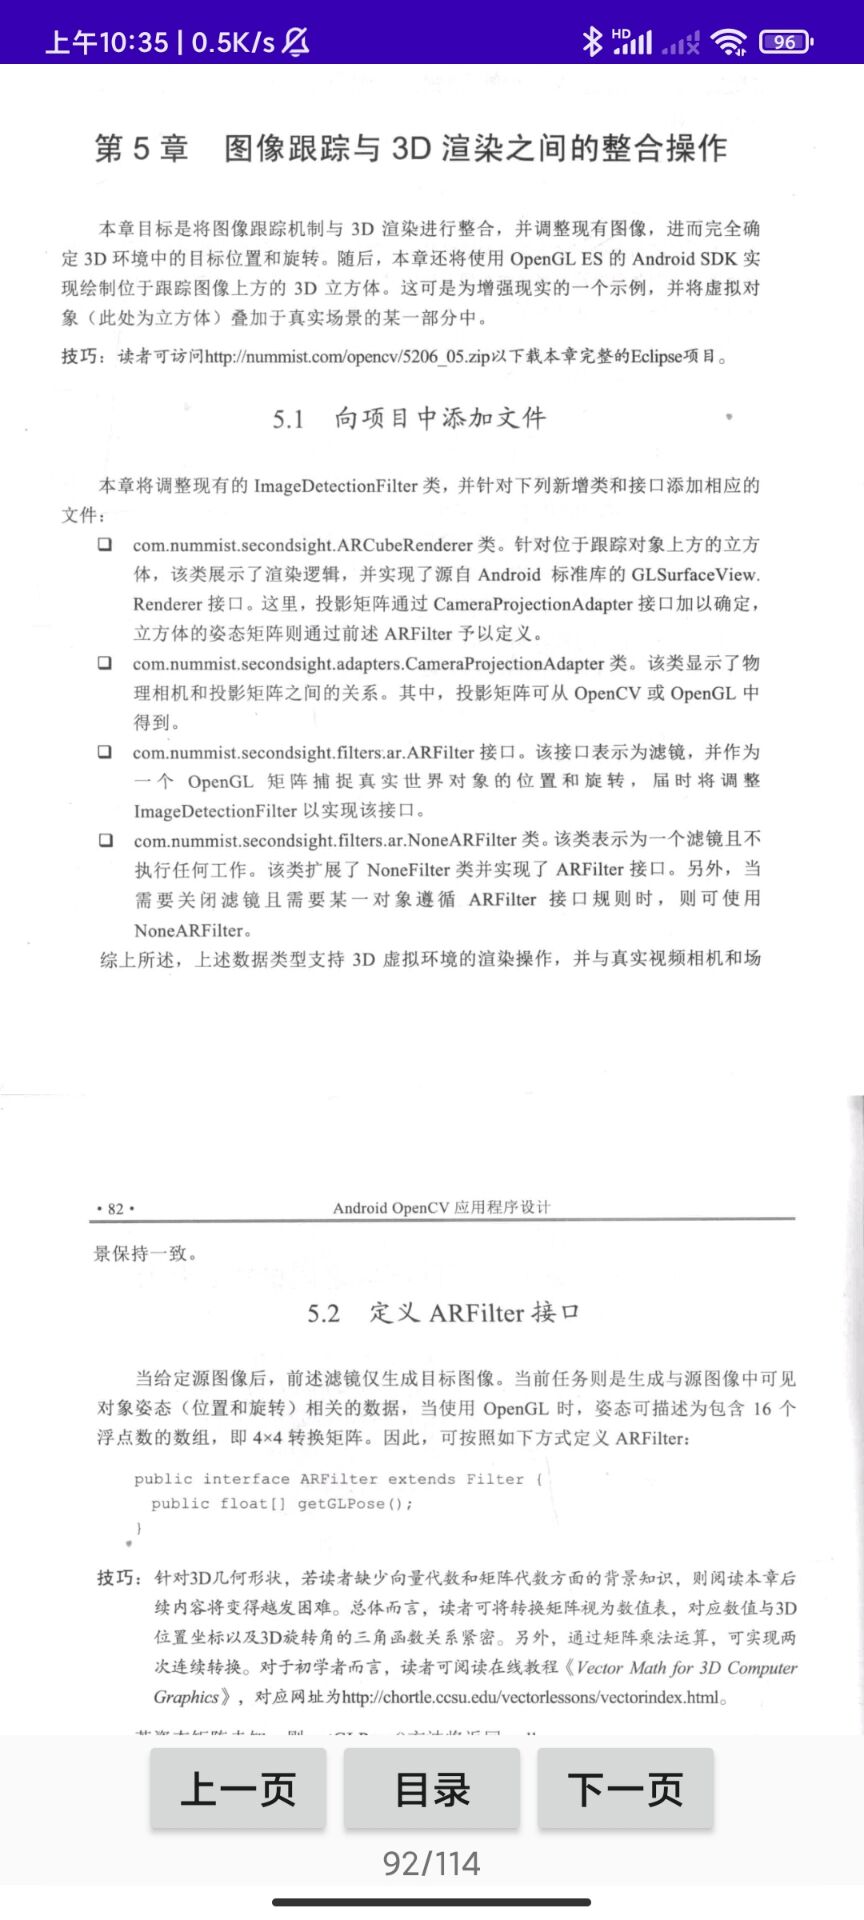 上午10:35 | 0.5K/s
HD
96
第 5 章 图像跟踪与 3D 渲染之间的整合操作
本章目标是将图像跟踪机制与 3D 渲染进行整合，并调整现有图像，进而完全确
定 3D 环境中的目标位置和旋转。随后，本章还将使用 OpenGL ES 的 Android SDK 实
现绘制位于跟踪图像上方的 3D 立方体。这可是为增强现实的一个示例，并将虚拟对
象（此处为立方体）叠加于真实场景的某一部分中。
技巧：读者可访问http://nummist.com/opencv/5206_05.zip以下载本章完整的Eclipse项目。
5.1 向项目中添加文件
本章将调整现有的 ImageDetectionFilter 类，并针对下列新增类和接口添加相应的
文件：
❑ com.nummist.secondsight.ARCubeRenderer 类。针对位于跟踪对象上方的立方
体，该类展示了渲染逻辑，并实现了源自 Android 标准库的 GLSurfaceView.
Renderer 接口。这里，投影矩阵通过 CameraProjectionAdapter 接口加以确定，
立方体的姿态矩阵则通过前述 ARFilter 予以定义。
❑ com.nummist.secondsight.adapters.CameraProjectionAdapter 类。该类显示了物
理相机和投影矩阵之间的关系。其中，投影矩阵可从 OpenCV 或 OpenGL 中
得到。
❑ com.nummist.secondsight.filters.ar.ARFilter 接口。该接口表示为滤镜，并作为
一个 OpenGL 矩阵捕捉真实世界对象的位置和旋转，届时将调整
ImageDetectionFilter 以实现该接口。
❑ com.nummist.secondsight.filters.ar.NoneARFilter 类。该类表示为一个滤镜且不
执行任何工作。该类扩展了 NoneFilter 类并实现了 ARFilter 接口。另外，当
需要关闭滤镜且需要某一对象遵循 ARFilter 接口规则时，则可使用
NoneARFilter。
综上所述，上述数据类型支持 3D 虚拟环境的渲染操作，并与真实视频相机和场
• 82 • Android OpenCV 应用程序设计
景保持一致。
5.2 定义 ARFilter 接口
当给定源图像后，前述滤镜仅生成目标图像。当前任务则是生成与源图像中可见
对象姿态（位置和旋转）相关的数据，当使用 OpenGL 时，姿态可描述为包含 16 个
浮点数的数组，即 4×4 转换矩阵。因此，可按照如下方式定义 ARFilter：
public interface ARFilter extends Filter {
public float[] getGLPose();
}
技巧：针对3D几何形状，若读者缺少向量代数和矩阵代数方面的背景知识，则阅读本章后
续内容将变得越发困难。总体而言，读者可将转换矩阵视为数值表，对应数值与3D
位置坐标以及3D旋转角的三角函数关系紧密。另外，通过矩阵乘法运算，可实现两
次连续转换。对于初学者而言，读者可阅读在线教程《Vector Math for 3D Computer
Graphics》，对应网址为http://chortle.ccsu.edu/vectorlessons/vectorindex.html。
上一页 目录 下一页
92/114